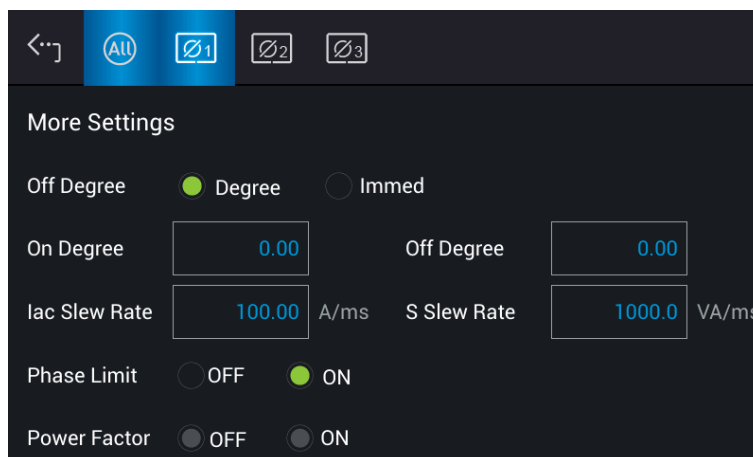 All Ø1 Ø2 Ø3
More Settings
Off Degree Degree Immed
On Degree 0.00 Off Degree 0.00
Iac Slew Rate 100.00 A/ms S Slew Rate 1000.0 VA/ms
Phase Limit OFF ON
Power Factor OFF ON